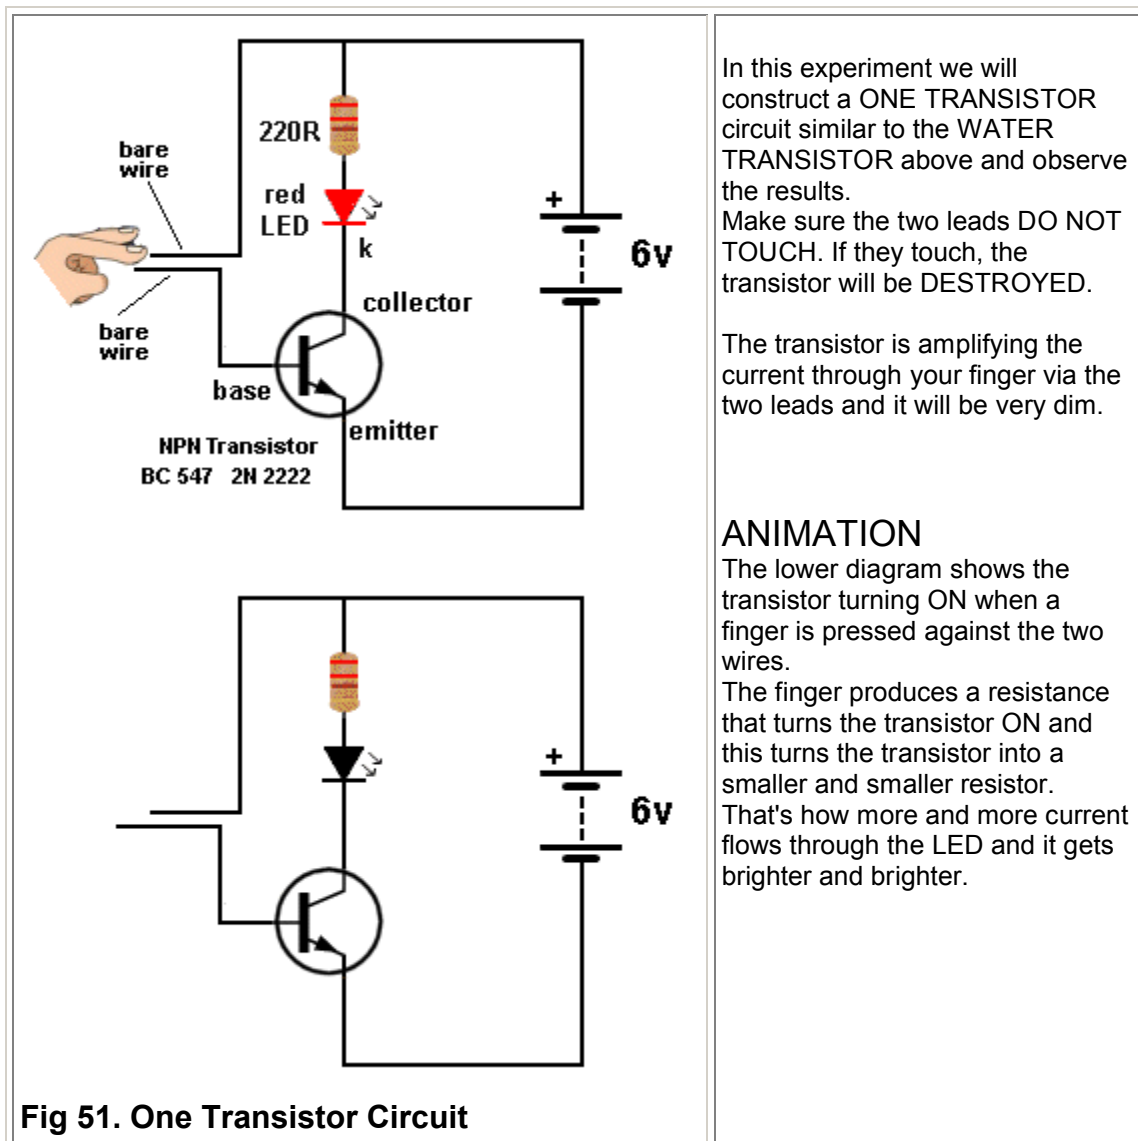 220R
bare
wire
red
LED
k
+
6v
collector
bare
wire
base
emitter
NPN Transistor
BC 547 2N 2222
+
6v
Fig 51. One Transistor Circuit
In this experiment we will
construct a ONE TRANSISTOR
circuit similar to the WATER
TRANSISTOR above and observe
the results.
Make sure the two leads DO NOT
TOUCH. If they touch, the
transistor will be DESTROYED.
The transistor is amplifying the
current through your finger via the
two leads and it will be very dim.
ANIMATION
The lower diagram shows the
transistor turning ON when a
finger is pressed against the two
wires.
The finger produces a resistance
that turns the transistor ON and
this turns the transistor into a
smaller and smaller resistor.
That's how more and more current
flows through the LED and it gets
brighter and brighter.